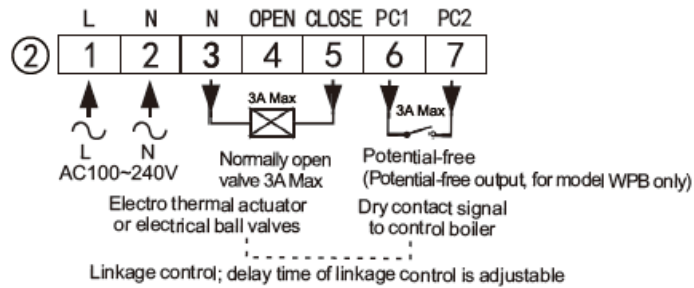 L N N OPEN CLOSE PC1 PC2
② 1 2 3 4 5 6 7
3A Max 3A Max
L N
AC100~240V
Normally open
valve 3A Max
Potential-free
(Potential-free output, for model WPB only)
Electro thermal actuator
or electrical ball valves
Dry contact signal
to control boiler
Linkage control; delay time of linkage control is adjustable